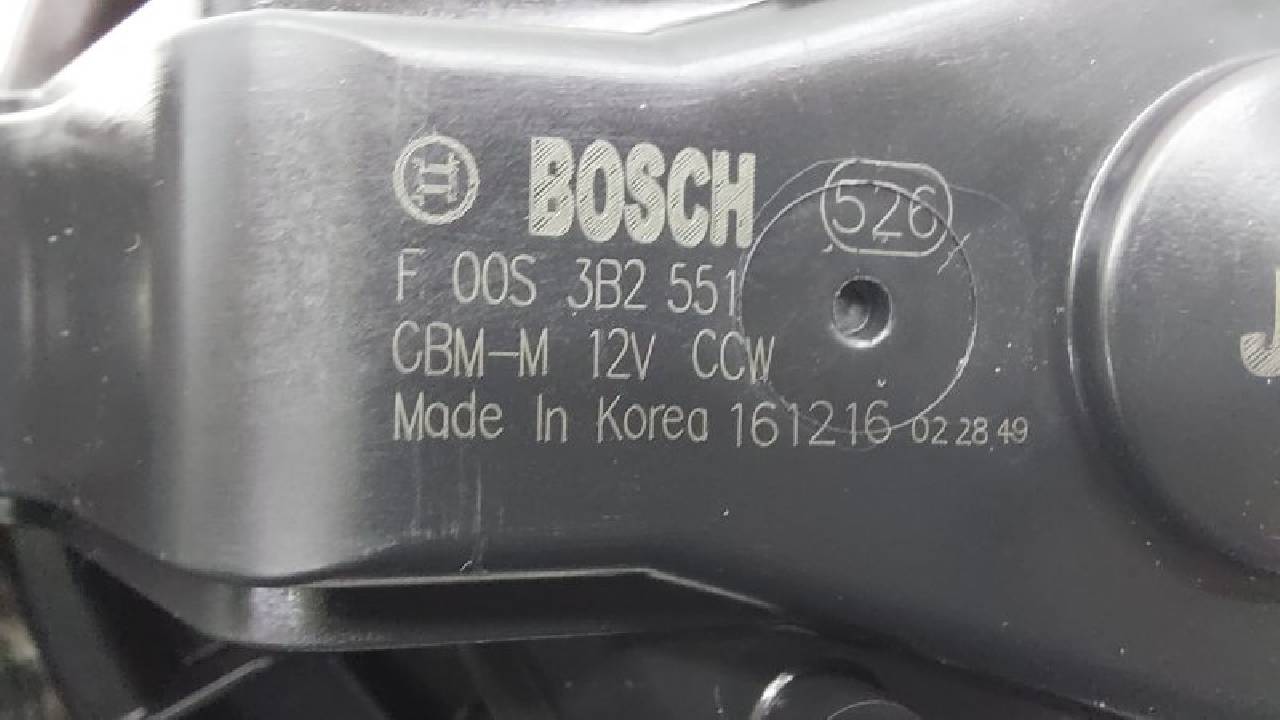 BOSCH 526
F 00S 3B2 551
CBM-M 12V CCW
Made In Korea 161216 02 28 49